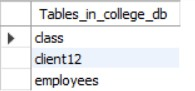 Tables_in_college_db
class
client12
employees